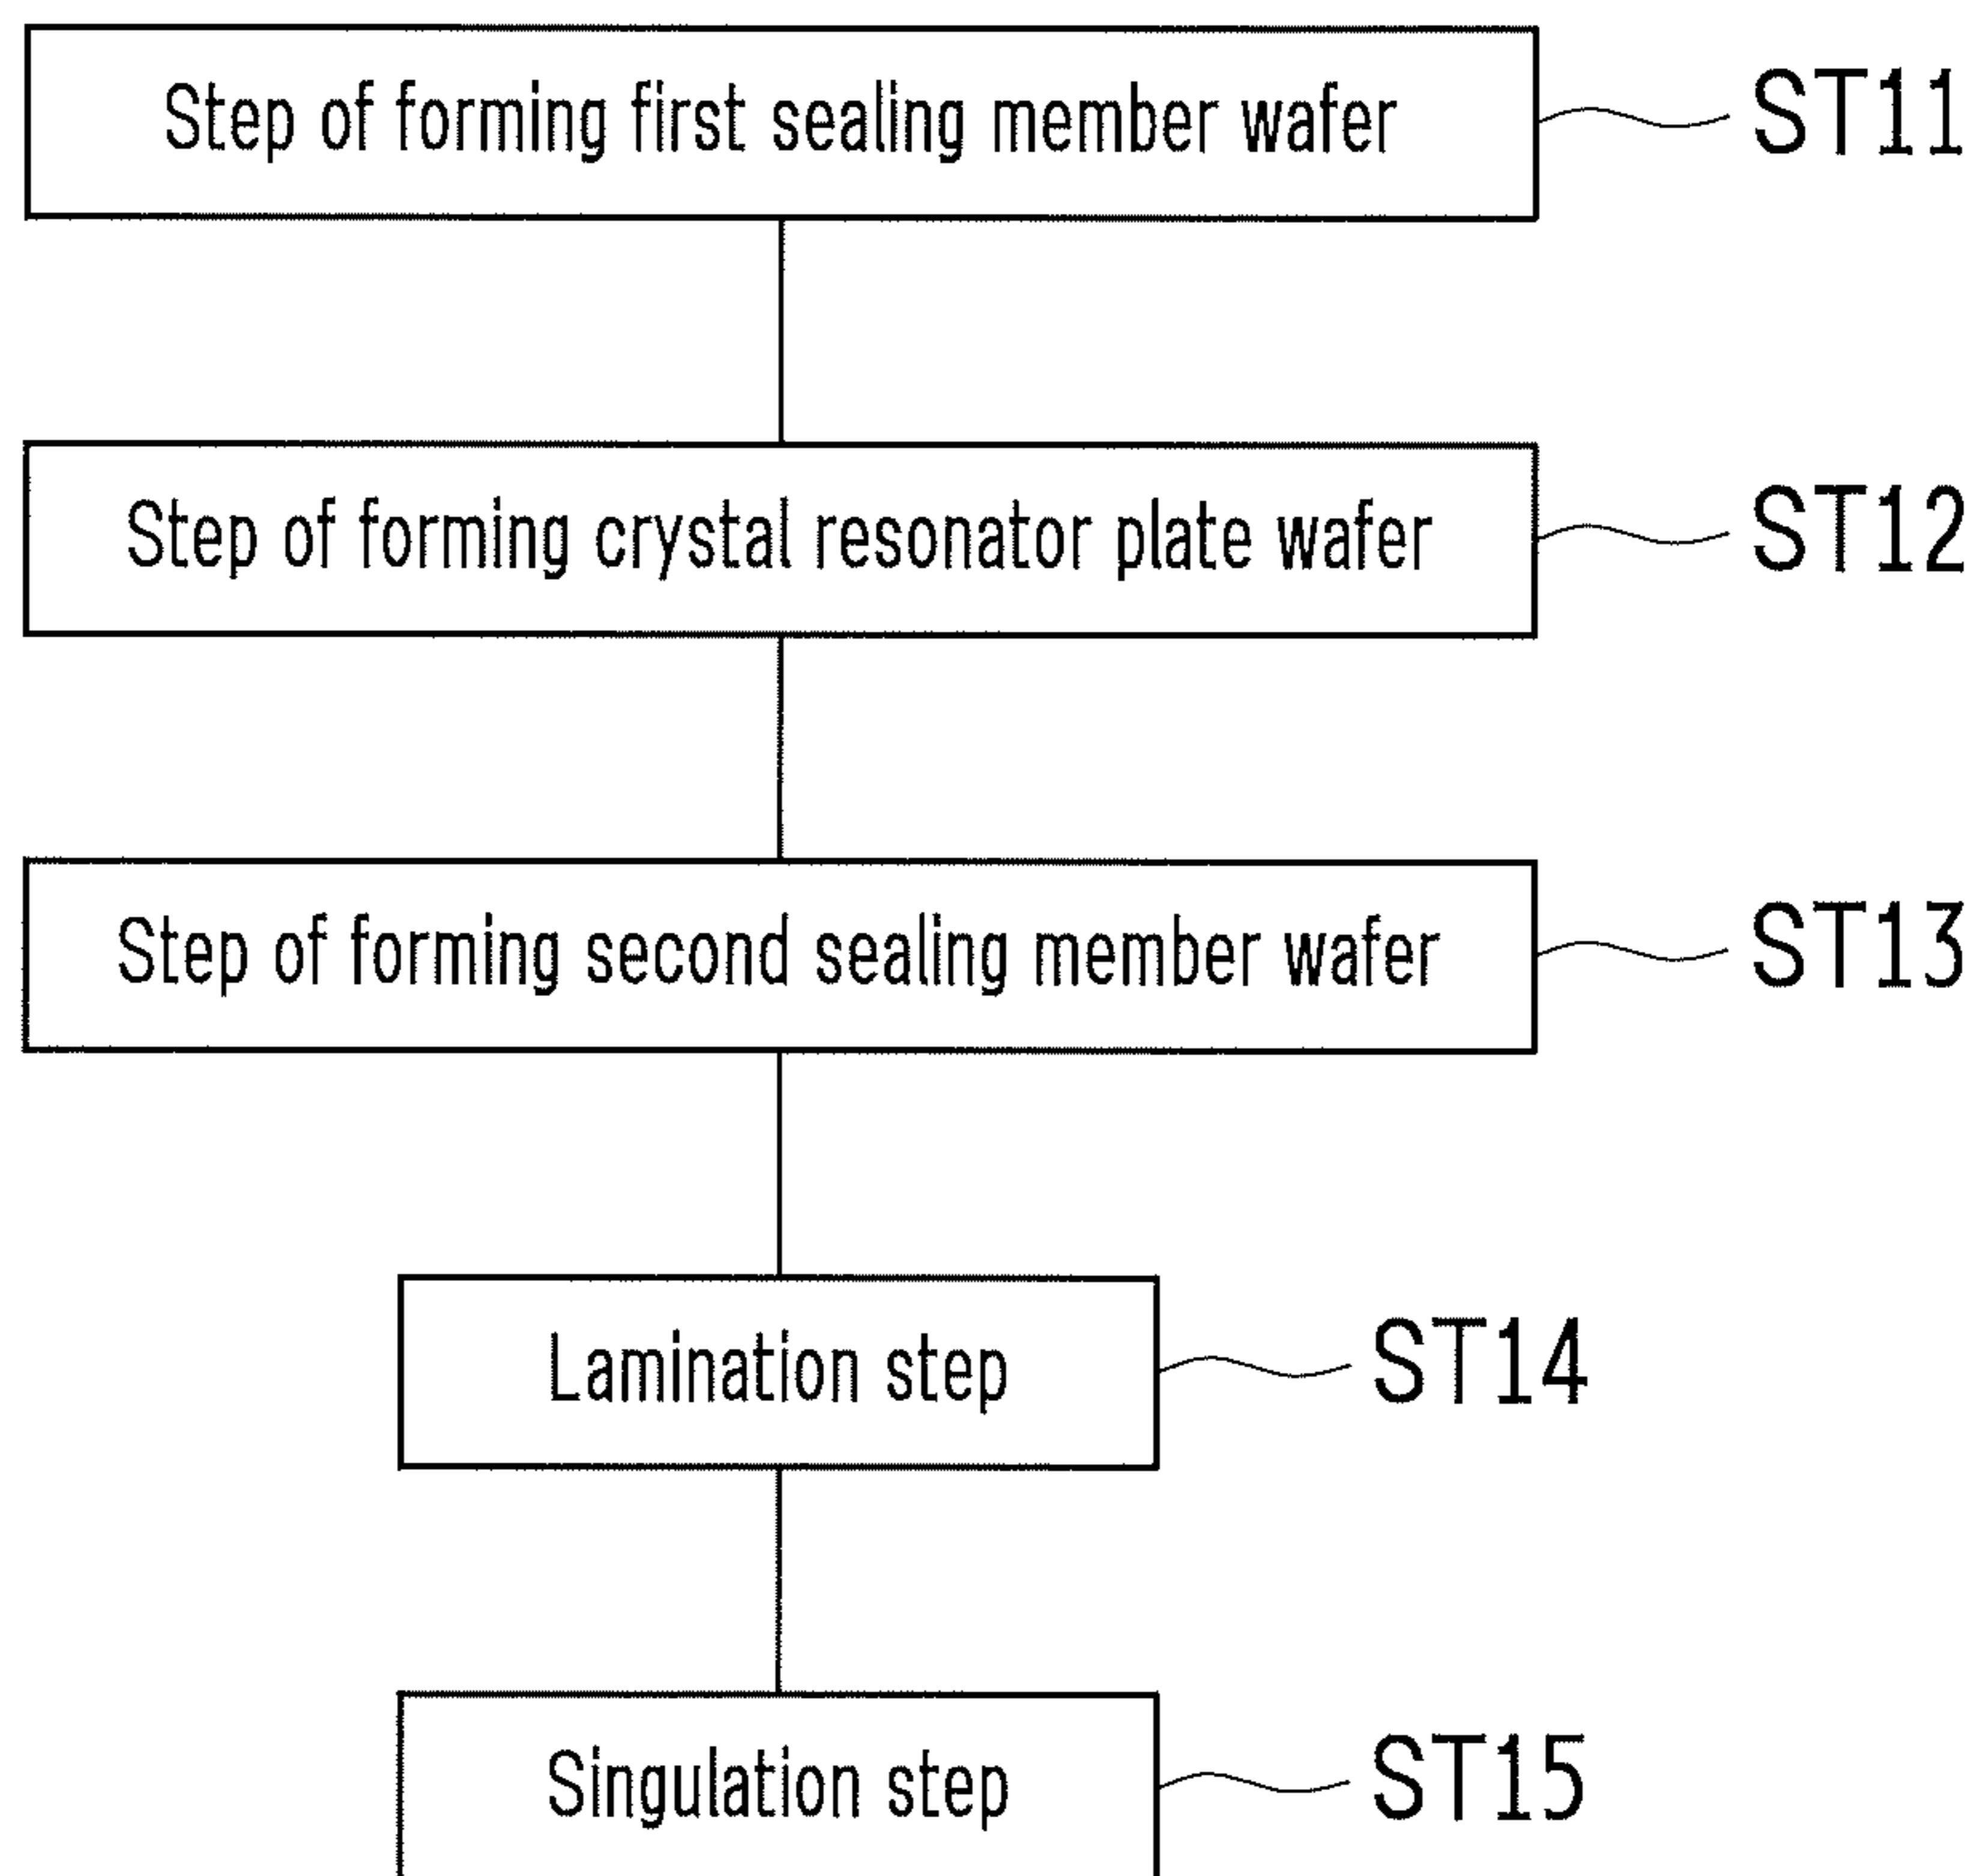 Step of forming first sealing member wafer ST11
Step of forming crystal resonator plate wafer ST12
Step of forming second sealing member wafer ST13
Lamination step ST14
Singulation step ST15